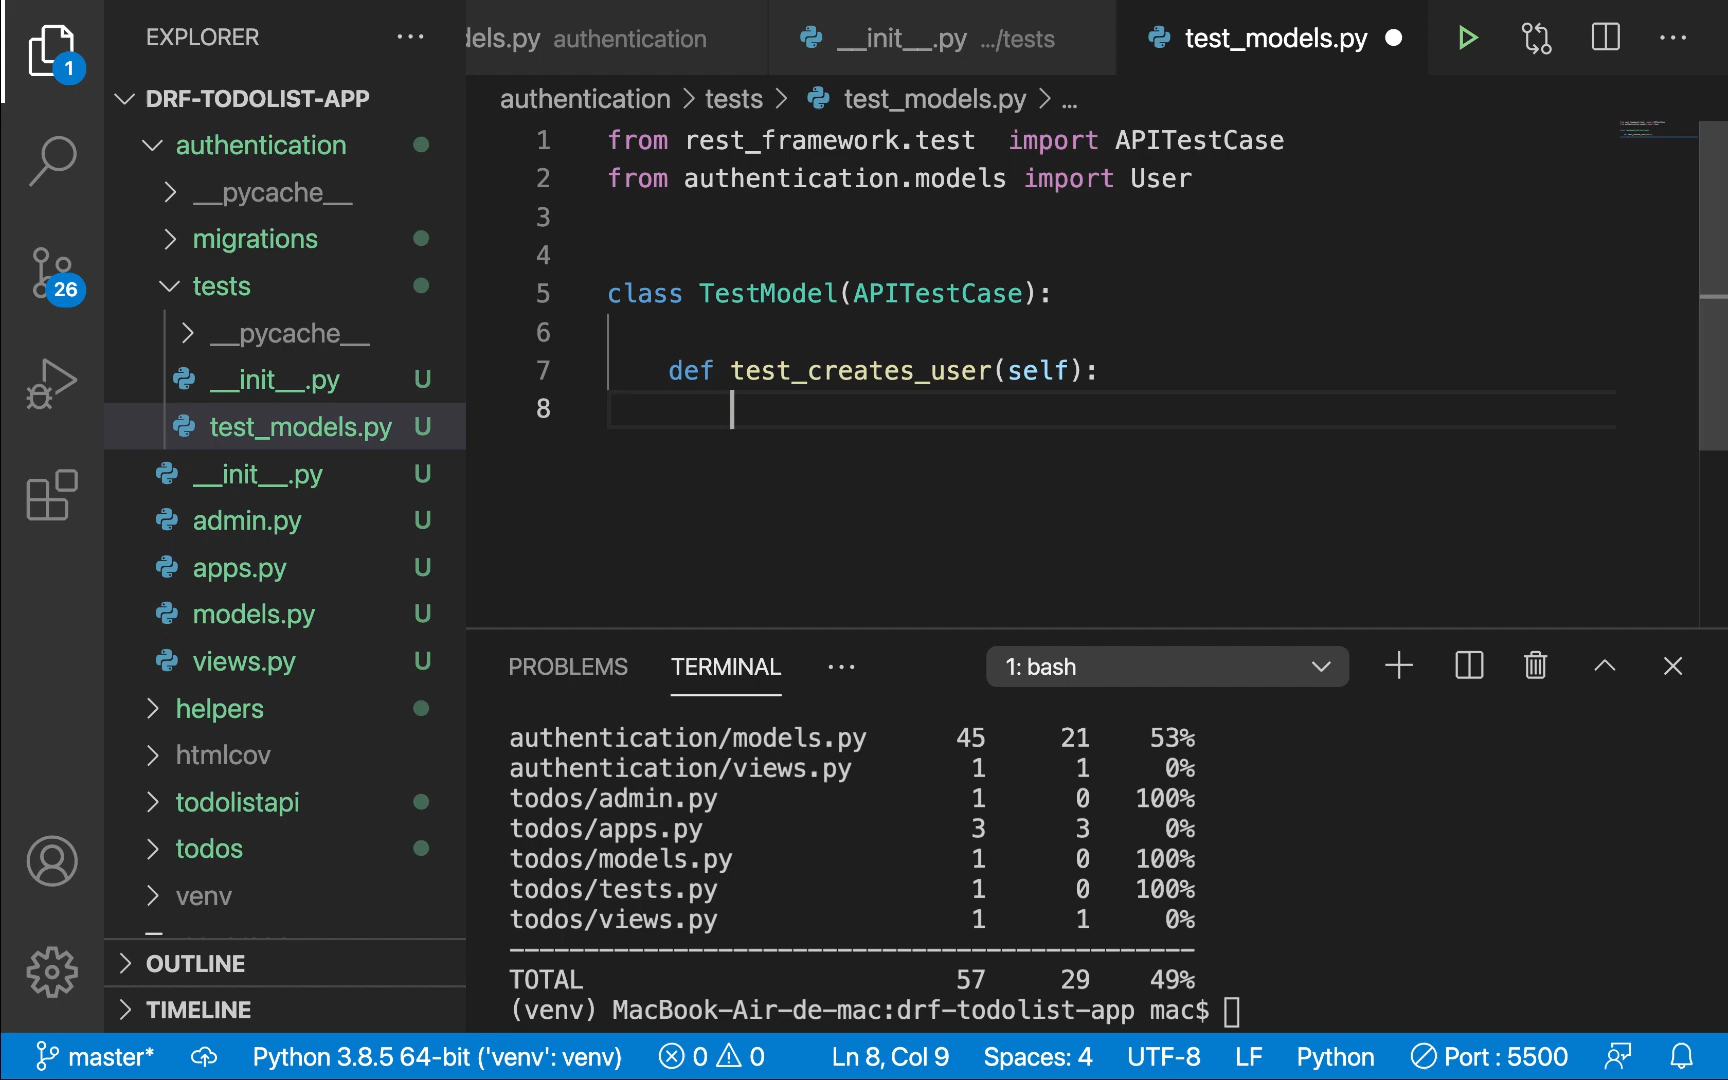 EXPLORER
DRF-TODOLIST-APP
authentication
__pycache__
migrations
tests
__pycache__
__init__.py U
test_models.py U
__init__.py U
admin.py U
apps.py U
models.py U
views.py U
helpers
htmlcov
todolistapi
todos
venv
OUTLINE
TIMELINE
1
26
dels.py authentication
__init__.py .../tests
test_models.py
authentication > tests > test_models.py > ...
1 from rest_framework.test  import APITestCase
2 from authentication.models import User
3
4
5 class TestModel(APITestCase):
6
7 def test_creates_user(self):
8
PROBLEMS TERMINAL ... 1: bash
authentication/models.py 45 21 53%
authentication/views.py 1 1 0%
todos/admin.py 1 0 100%
todos/apps.py 3 3 0%
todos/models.py 1 0 100%
todos/tests.py 1 0 100%
todos/views.py 1 1 0%
----------------------------------------------
TOTAL 57 29 49%
(venv) MacBook-Air-de-mac:drf-todolist-app mac$
master* Python 3.8.5 64-bit ('venv': venv) 0 0 Ln 8, Col 9 Spaces: 4 UTF-8 LF Python Port : 5500